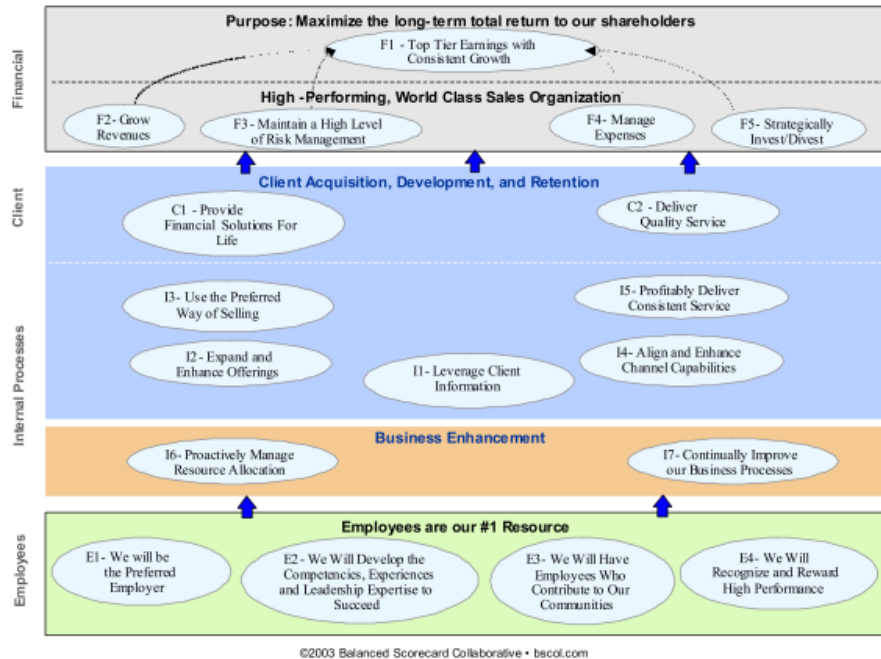 Purpose: Maximize the long-term total return to our shareholders
F1 - Top Tier Earnings with
Consistent Growth
Financial
High -Performing, World Class Sales Organization
F2- Grow
Revenues
F3 - Maintain a High Level
of Risk Management
F4 - Manage
Expenses
F5 - Strategically
Invest/Divest
Client Acquisition, Development, and Retention
Client
C1 - Provide
Financial Solutions For
Life
C2 - Deliver
Quality Service
Internal Processes
I3- Use the Preferred
Way of Selling
I5- Profitably Deliver
Consistent Service
I2 - Expand and
Enhance Offerings
I1- Leverage Client
Information
I4- Align and Enhance
Channel Capabilities
Business Enhancement
I6- Proactively Manage
Resource Allocation
I7- Continually Improve
our Business Processes
Employees are our #1 Resource
Employees
E1- We will be
the Preferred
Employer
E2 - We Will Develop the
Competencies, Experiences
and Leadership Expertise to
Succeed
E3 - We Will Have
Employees Who
Contribute to Our
Communities
E4 - We Will
Recognize and Reward
High Performance
©2003 Balanced Scorecard Collaborative • bscol.com